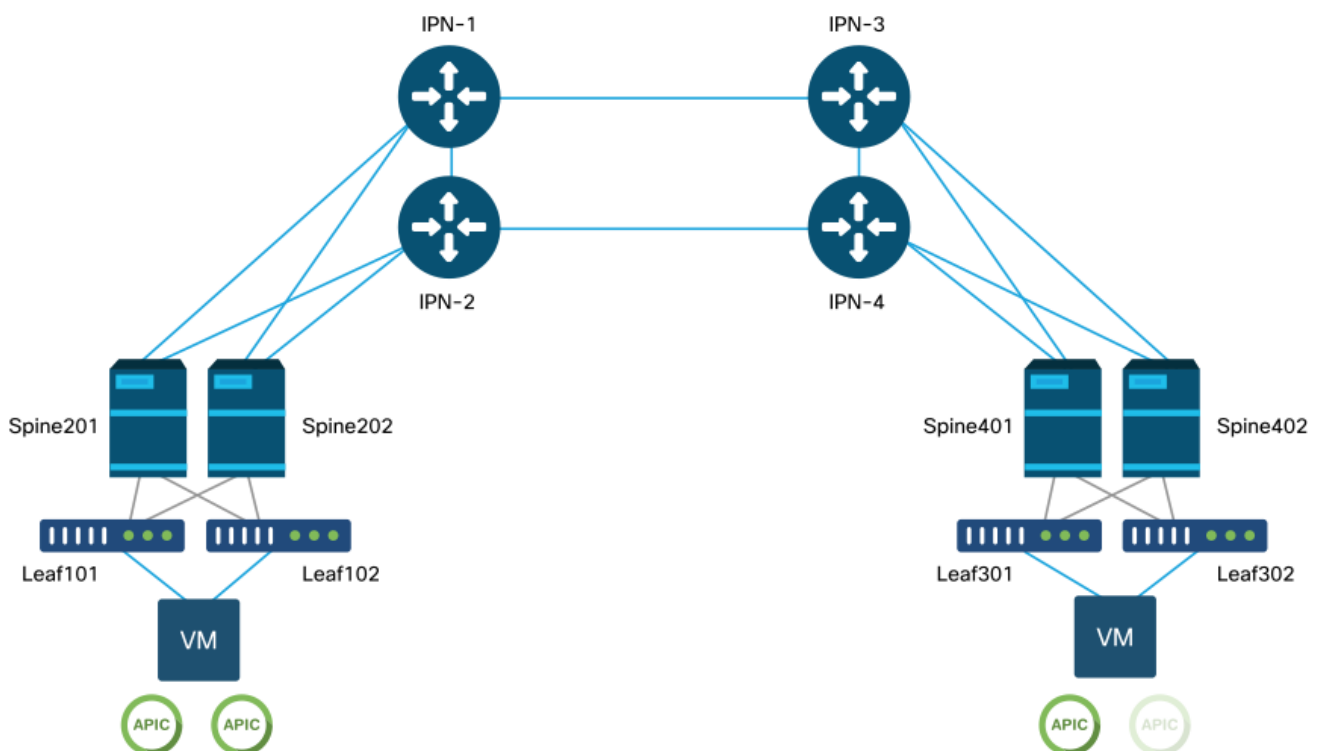 IPN-1
IPN-3
IPN-2
IPN-4
Spine201
Spine202
Spine401
Spine402
Leaf101
Leaf102
Leaf301
Leaf302
VM
VM
APIC
APIC
APIC
APIC